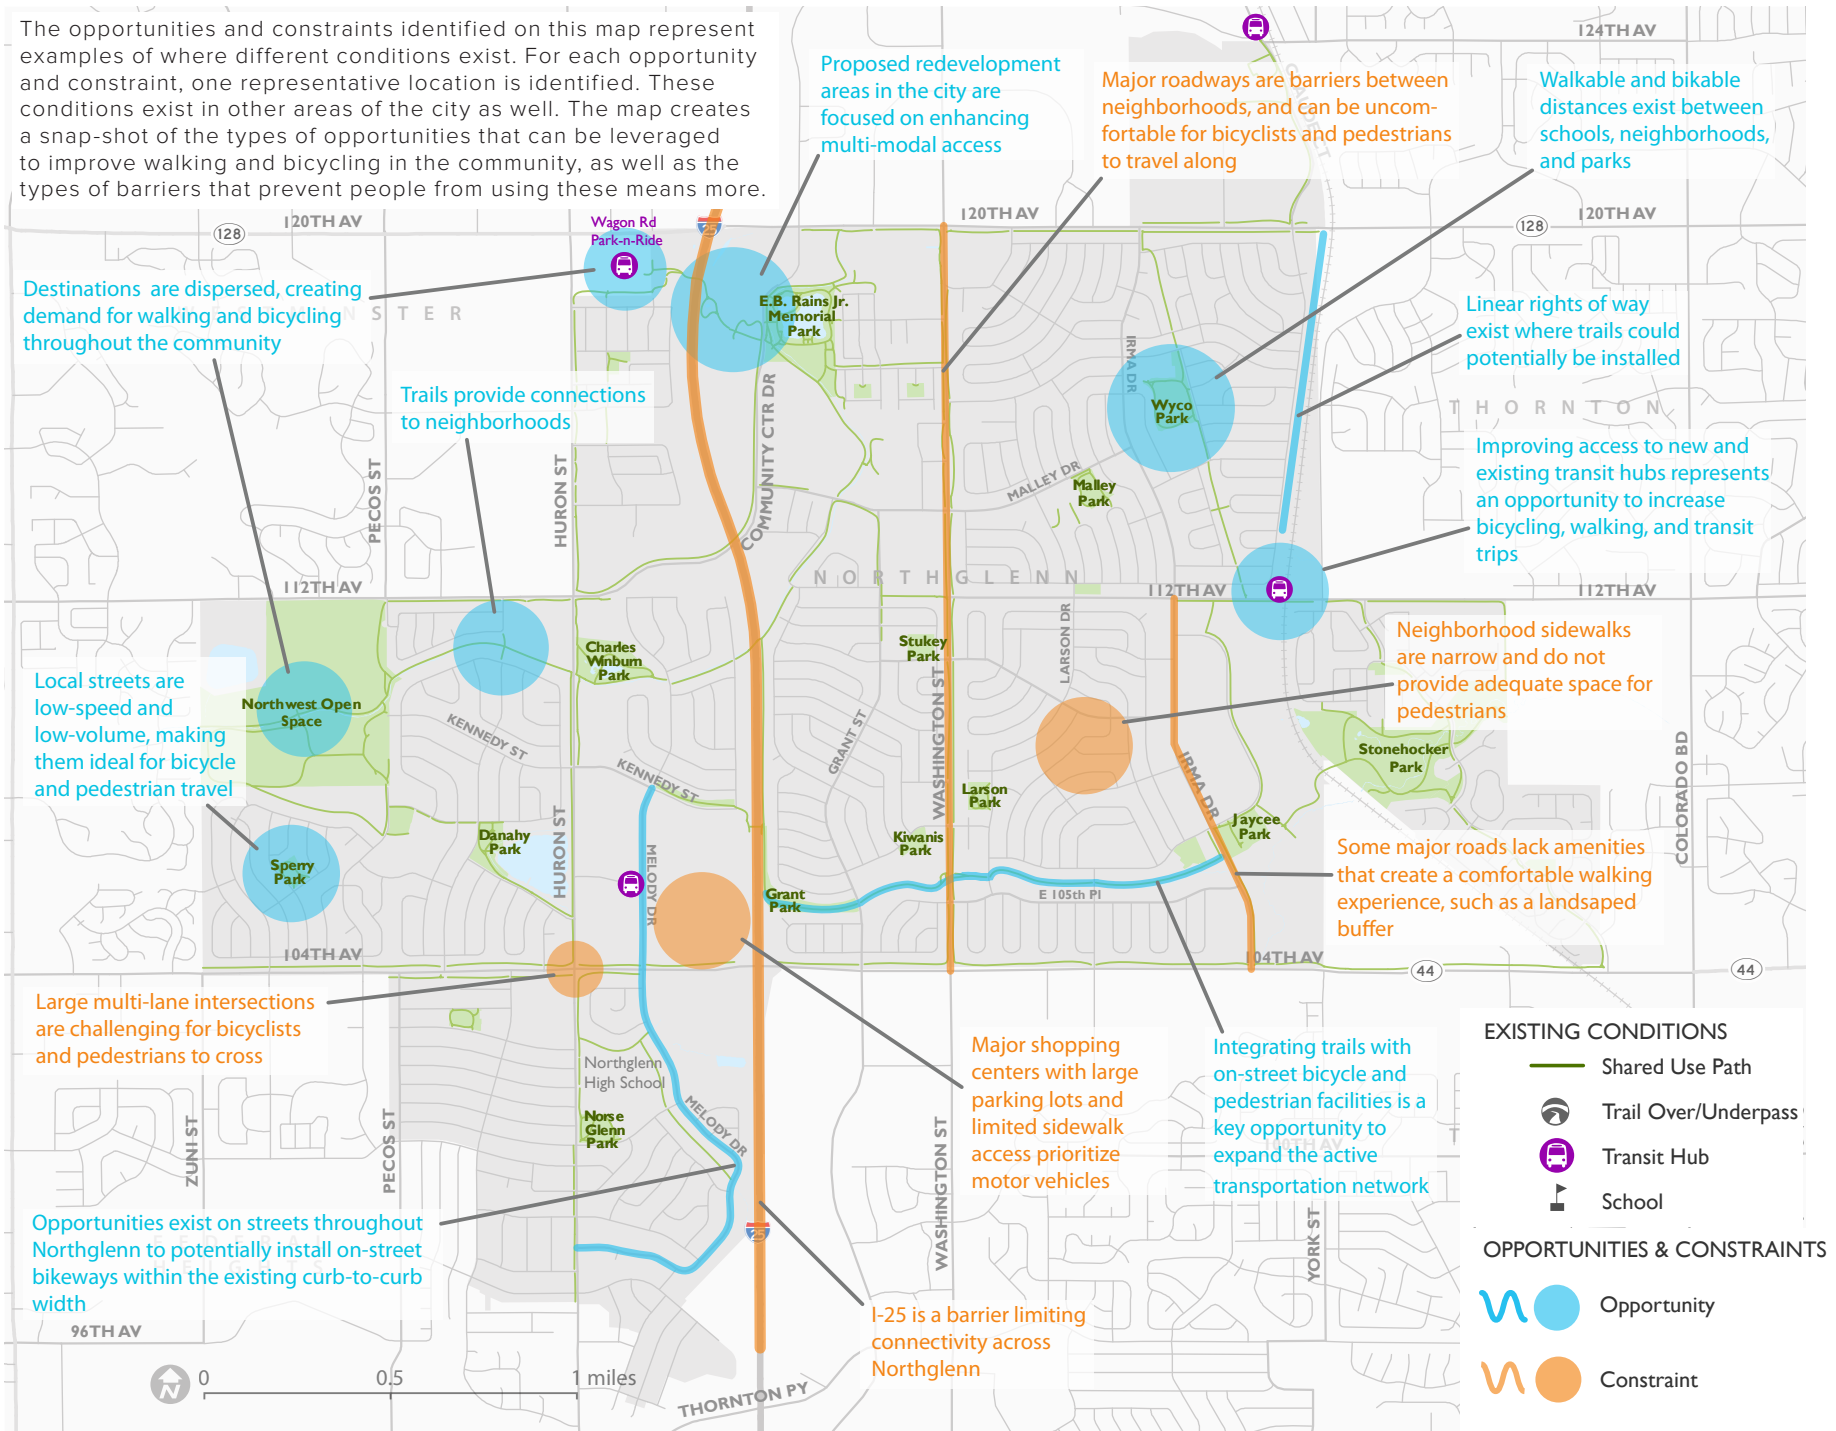 The opportunities and constraints identified on this map represent
examples of where different conditions exist. For each opportunity
and constraint, one representative location is identified. These
conditions exist in other areas of the city as well. The map creates
a snap-shot of the types of opportunities that can be leveraged
to improve walking and bicycling in the community, as well as the
types of barriers that prevent people from using these means more.
Proposed redevelopment
areas in the city are
focused on enhancing
multi-modal access
Major roadways are barriers between
neighborhoods, and can be uncom-
fortable for bicyclists and pedestrians
to travel along
Walkable and bikable
distances exist between
schools, neighborhoods,
and parks
124TH AV
120TH AV
128
Wagon Rd
Park-n-Ride
25
120TH AV
128
120TH AV
Destinations are dispersed, creating
demand for walking and bicycling
throughout the community
E.B. Rains Jr.
Memorial
Park
Linear rights of way
exist where trails could
potentially be installed
IRMA DR
Wyco
Park
THORNTON
Trails provide connections
to neighborhoods
PECOS ST
HURON ST
COMMUNITY CTR DR
MALLEY DR
Malley
Park
Improving access to new and
existing transit hubs represents
an opportunity to increase
bicycling, walking, and transit
trips
NORTHGLENN
112TH AV
112TH AV
112TH AV
Charles
Winburn
Park
Stukey
Park
LARSON DR
WASHINGTON ST
Neighborhood sidewalks
are narrow and do not
provide adequate space for
pedestrians
Local streets are
low-speed and
low-volume, making
them ideal for bicycle
and pedestrian travel
Northwest Open
Space
KENNEDY ST
KENNEDY ST
GRANT ST
IRMA DR
Stonehocker
Park
COLORADO BD
Larson
Park
Jaycee
Park
Kiwanis
Park
Danahy
Park
HURON ST
MELODY DR
Sperry
Park
Grant
Park
E 105th Pl
Some major roads lack amenities
that create a comfortable walking
experience, such as a landsaped
buffer
104TH AV
104TH AV
44
44
Large multi-lane intersections
are challenging for bicyclists
and pedestrians to cross
Northglenn
High School
Norse
Glenn
Park
MELODY DR
Major shopping
centers with large
parking lots and
limited sidewalk
access prioritize
motor vehicles
Integrating trails with
on-street bicycle and
pedestrian facilities is a
key opportunity to
expand the active
transportation network
ZUNI ST
PECOS ST
WASHINGTON ST
YORK ST
Opportunities exist on streets throughout
Northglenn to potentially install on-street
bikeways within the existing curb-to-curb
width
25
I-25 is a barrier limiting
connectivity across
Northglenn
96TH AV
THORNTON PY
N
0 0.5 1 miles
EXISTING CONDITIONS
Shared Use Path
Trail Over/Underpass
Transit Hub
School
OPPORTUNITIES & CONSTRAINTS
Opportunity
Constraint